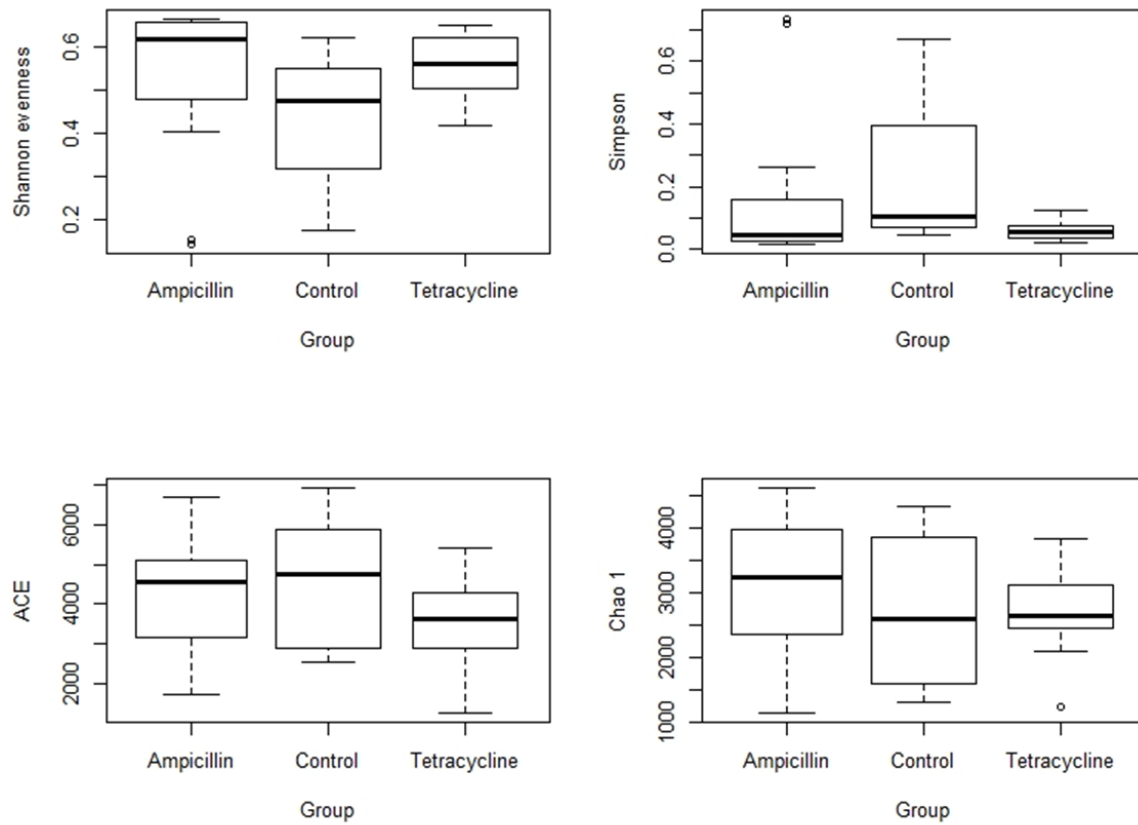 Shannon evenness
0.6
0.4
0.2
Ampicillin Control Tetracycline
Group
Simpson
0.6
0.4
0.2
0.0
Ampicillin Control Tetracycline
Group
ACE
6000
4000
2000
Ampicillin Control Tetracycline
Group
Chao 1
4000
3000
2000
1000
Ampicillin Control Tetracycline
Group